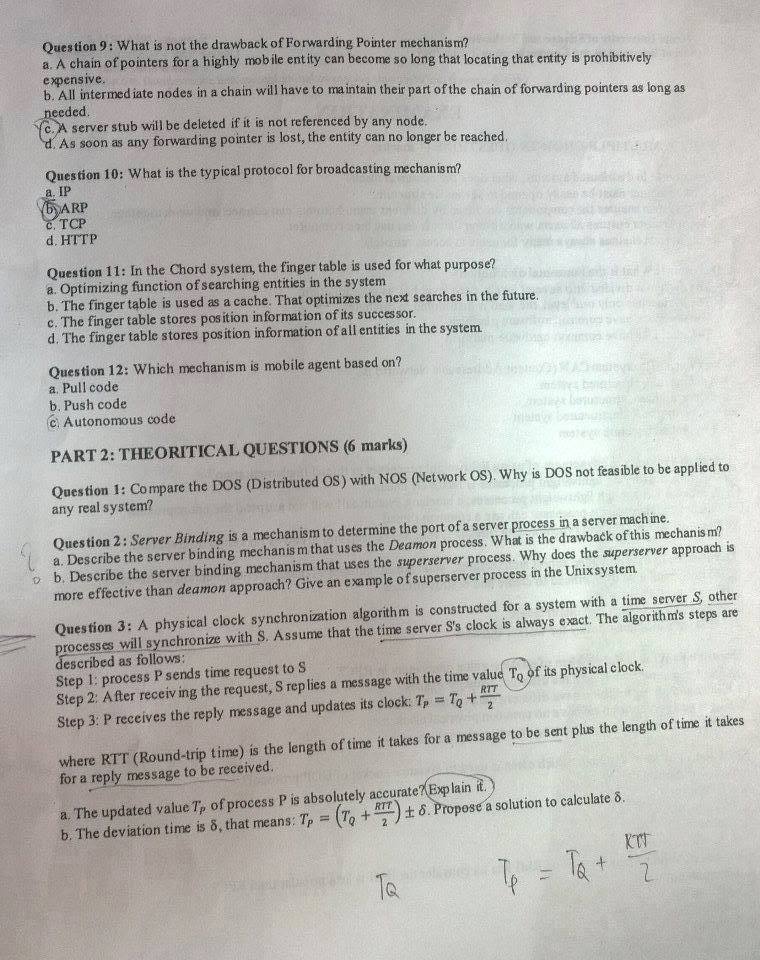 Question 9: What is not the drawback of Forwarding Pointer mechanism?
a. A chain of pointers for a highly mobile entity can become so long that locating that entity is prohibitively
expensive.
b. All intermediate nodes in a chain will have to maintain their part of the chain of forwarding pointers as long as
needed.
c. A server stub will be deleted if it is not referenced by any node.
d. As soon as any forwarding pointer is lost, the entity can no longer be reached.
Question 10: What is the typical protocol for broadcasting mechanism?
a. IP
b. ARP
c. TCP
d. HTTP
Question 11: In the Chord system, the finger table is used for what purpose?
a. Optimizing function of searching entities in the system
b. The finger table is used as a cache. That optimizes the next searches in the future.
c. The finger table stores position information of its successor.
d. The finger table stores position information of all entities in the system.
Question 12: Which mechanism is mobile agent based on?
a. Pull code
b. Push code
c. Autonomous code
PART 2: THEORITICAL QUESTIONS (6 marks)
Question 1: Compare the DOS (Distributed OS) with NOS (Network OS). Why is DOS not feasible to be applied to
any real system?
Question 2: Server Binding is a mechanism to determine the port of a server process in a server machine.
a. Describe the server binding mechanism that uses the Deamon process. What is the drawback of this mechanism?
b. Describe the server binding mechanism that uses the superserver process. Why does the superserver approach is
more effective than deamon approach? Give an example of superserver process in the Unix system.
Question 3: A physical clock synchronization algorithm is constructed for a system with a time server S, other
processes will synchronize with S. Assume that the time server S's clock is always exact. The algorithm's steps are
described as follows:
Step 1: process P sends time request to S
Step 2: After receiving the request, S replies a message with the time value T_Q of its physical clock.
Step 3: P receives the reply message and updates its clock: T_P = T_Q + RTT/2
where RTT (Round-trip time) is the length of time it takes for a message to be sent plus the length of time it takes
for a reply message to be received.
a. The updated value T_P of process P is absolutely accurate? Explain it.
b. The deviation time is δ, that means: T_P = (T_Q + RTT/2) ± δ. Propose a solution to calculate δ.
T_Q T_P = T_Q + RTT/2